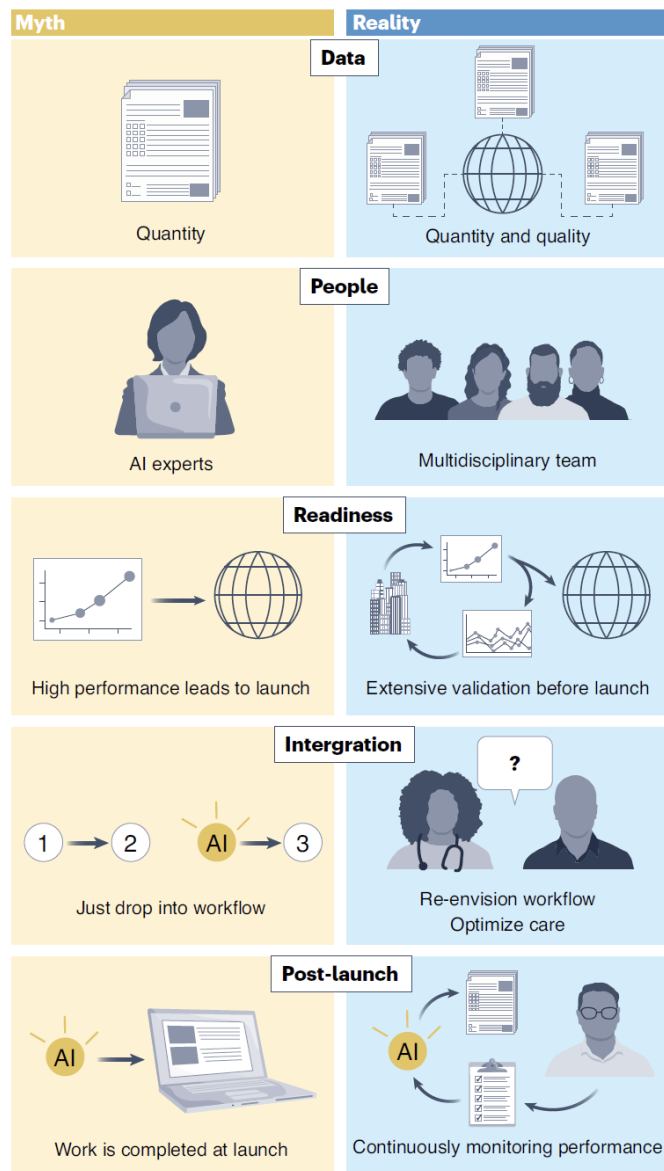 Myth
Reality
Data
Quantity
Quantity and quality
People
AI experts
Multidisciplinary team
Readiness
High performance leads to launch
Extensive validation before launch
Intergration
1
2
AI
3
?
Just drop into workflow
Re-envision workflow
Optimize care
Post-launch
AI
AI
Work is completed at launch
Continuously monitoring performance